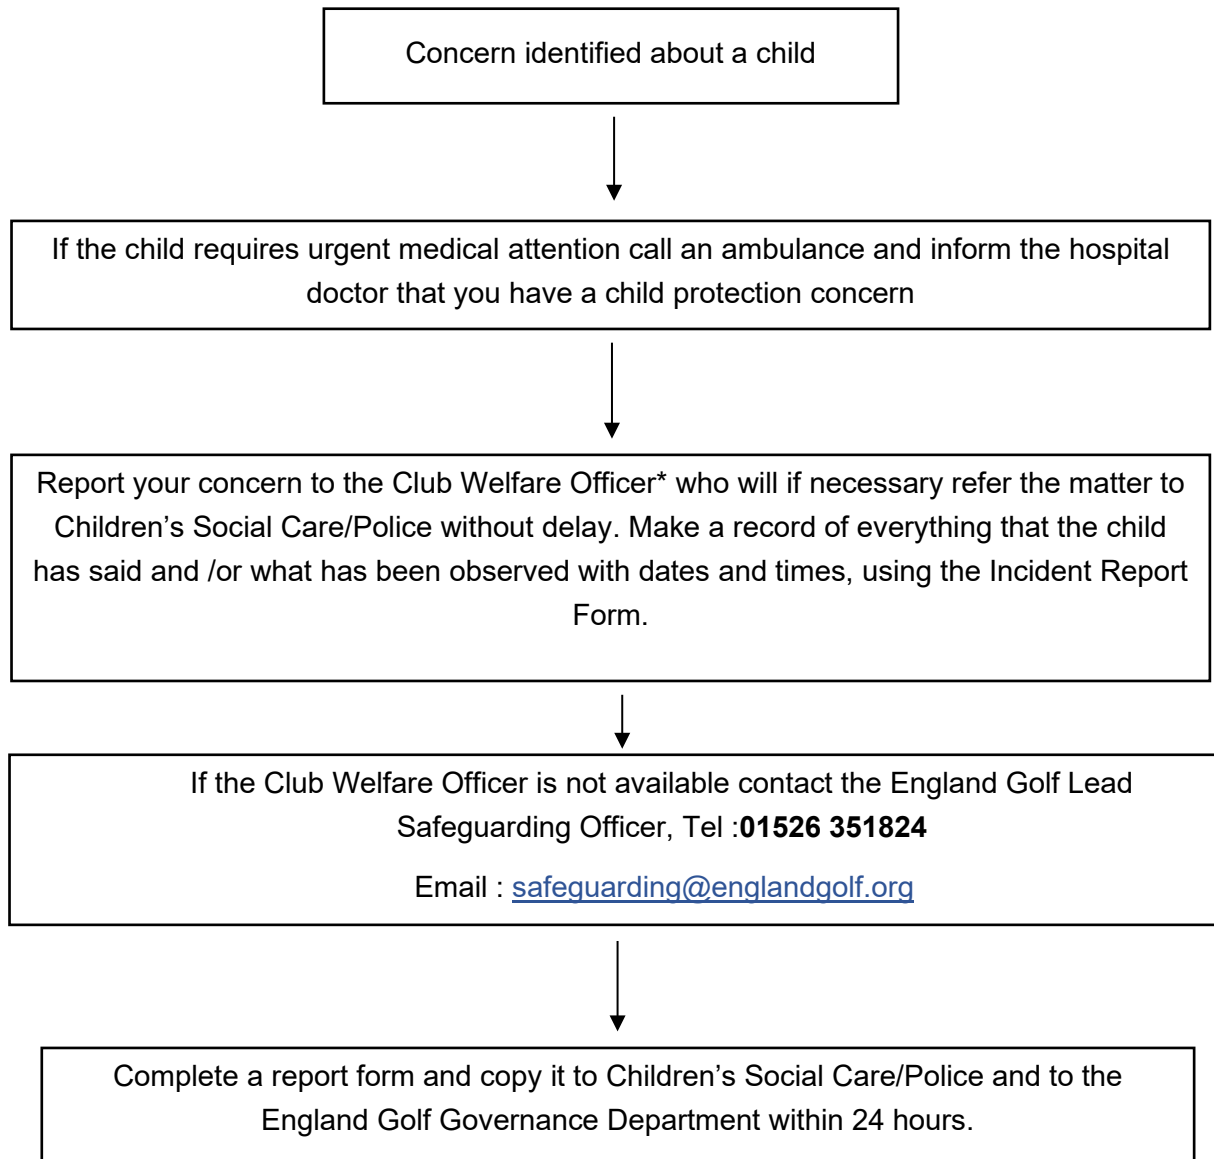 Concern identified about a child
If the child requires urgent medical attention call an ambulance and inform the hospital
doctor that you have a child protection concern
Report your concern to the Club Welfare Officer* who will if necessary refer the matter to
Children’s Social Care/Police without delay. Make a record of everything that the child
has said and /or what has been observed with dates and times, using the Incident Report
Form.
If the Club Welfare Officer is not available contact the England Golf Lead
Safeguarding Officer, Tel :01526 351824
Email : safeguarding@englandgolf.org
Complete a report form and copy it to Children’s Social Care/Police and to the
England Golf Governance Department within 24 hours.